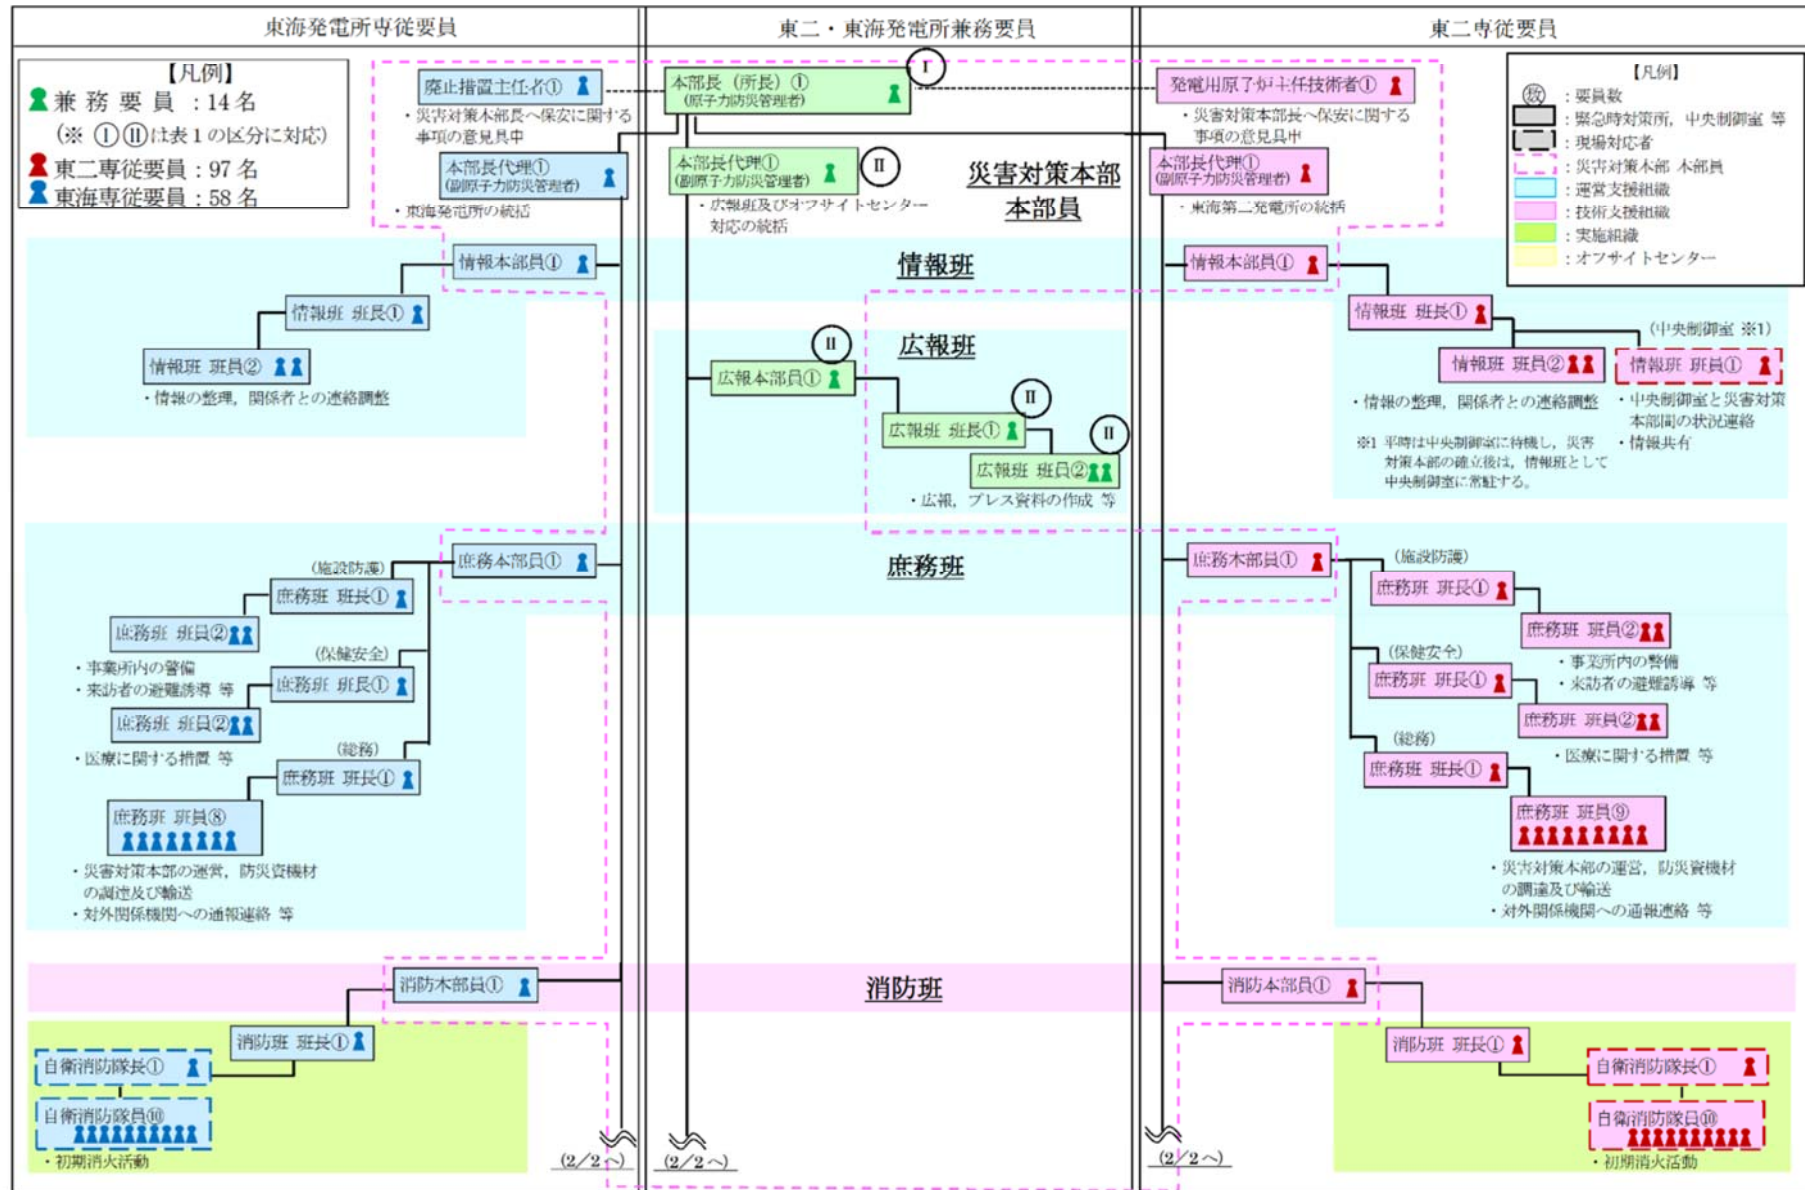 東海発電所専従要員
東二・東海発電所兼務要員
東二専従要員
【凡例】
兼務要員：14名
(※ ⅠⅡは表1の区分に対応)
東二専従要員：97名
東海専従要員：58名
廃止措置主任者①
・災害対策本部長へ保安に関する
事項の意見具申
本部長代理①
(副原子力防災管理者)
・東海発電所の統括
本部長（所長）①
(原子力防災管理者)
Ⅰ
本部長代理①
(副原子力防災管理者)
Ⅱ
・広報班及びオフサイトセンター
対応の統括
災害対策本部
本部員
発電用原子炉主任技術者①
・災害対策本部長へ保安に関する
事項の意見具申
本部長代理①
(副原子力防災管理者)
・東海第二発電所の統括
【凡例】
数：要員数
：緊急時対策所，中央制御室 等
：現場対応者
：災害対策本部 本部員
：運営支援組織
：技術支援組織
：実施組織
：オフサイトセンター
情報班
情報本部員①
情報班 班長①
情報班 班員②
・情報の整理，関係者との連絡調整
情報本部員①
情報班 班長①
(中央制御室 ※1)
情報班 班員②
情報班 班員①
・情報の整理，関係者との連絡調整
・中央制御室と災害対策
本部間の状況連絡
・情報共有
※1 平時は中央制御室に待機し，災害
対策本部の確立後は，情報班として
中央制御室に常駐する。
広報班
Ⅱ
広報本部員①
Ⅱ
広報班 班長①
Ⅱ
広報班 班員②
・広報，プレス資料の作成 等
庶務班
庶務本部員①
(施設防護)
庶務班 班長①
庶務班 班員②
・事業所内の警備
・来訪者の避難誘導 等
(保健安全)
庶務班 班長①
庶務班 班員②
・医療に関する措置 等
(総務)
庶務班 班長①
庶務班 班員⑧
・災害対策本部の運営，防災資機材
の調達及び輸送
・対外関係機関への通報連絡 等
庶務本部員①
(施設防護)
庶務班 班長①
庶務班 班員②
・事業所内の警備
・来訪者の避難誘導 等
(保健安全)
庶務班 班長①
庶務班 班員②
・医療に関する措置 等
(総務)
庶務班 班長①
庶務班 班員⑨
・災害対策本部の運営，防災資機材
の調達及び輸送
・対外関係機関への通報連絡 等
消防班
消防本部員①
消防班 班長①
自衛消防隊長①
自衛消防隊員⑩
・初期消火活動
消防本部員①
消防班 班長①
自衛消防隊長①
自衛消防隊員⑩
・初期消火活動
(2/2へ)
(2/2へ)
(2/2へ)